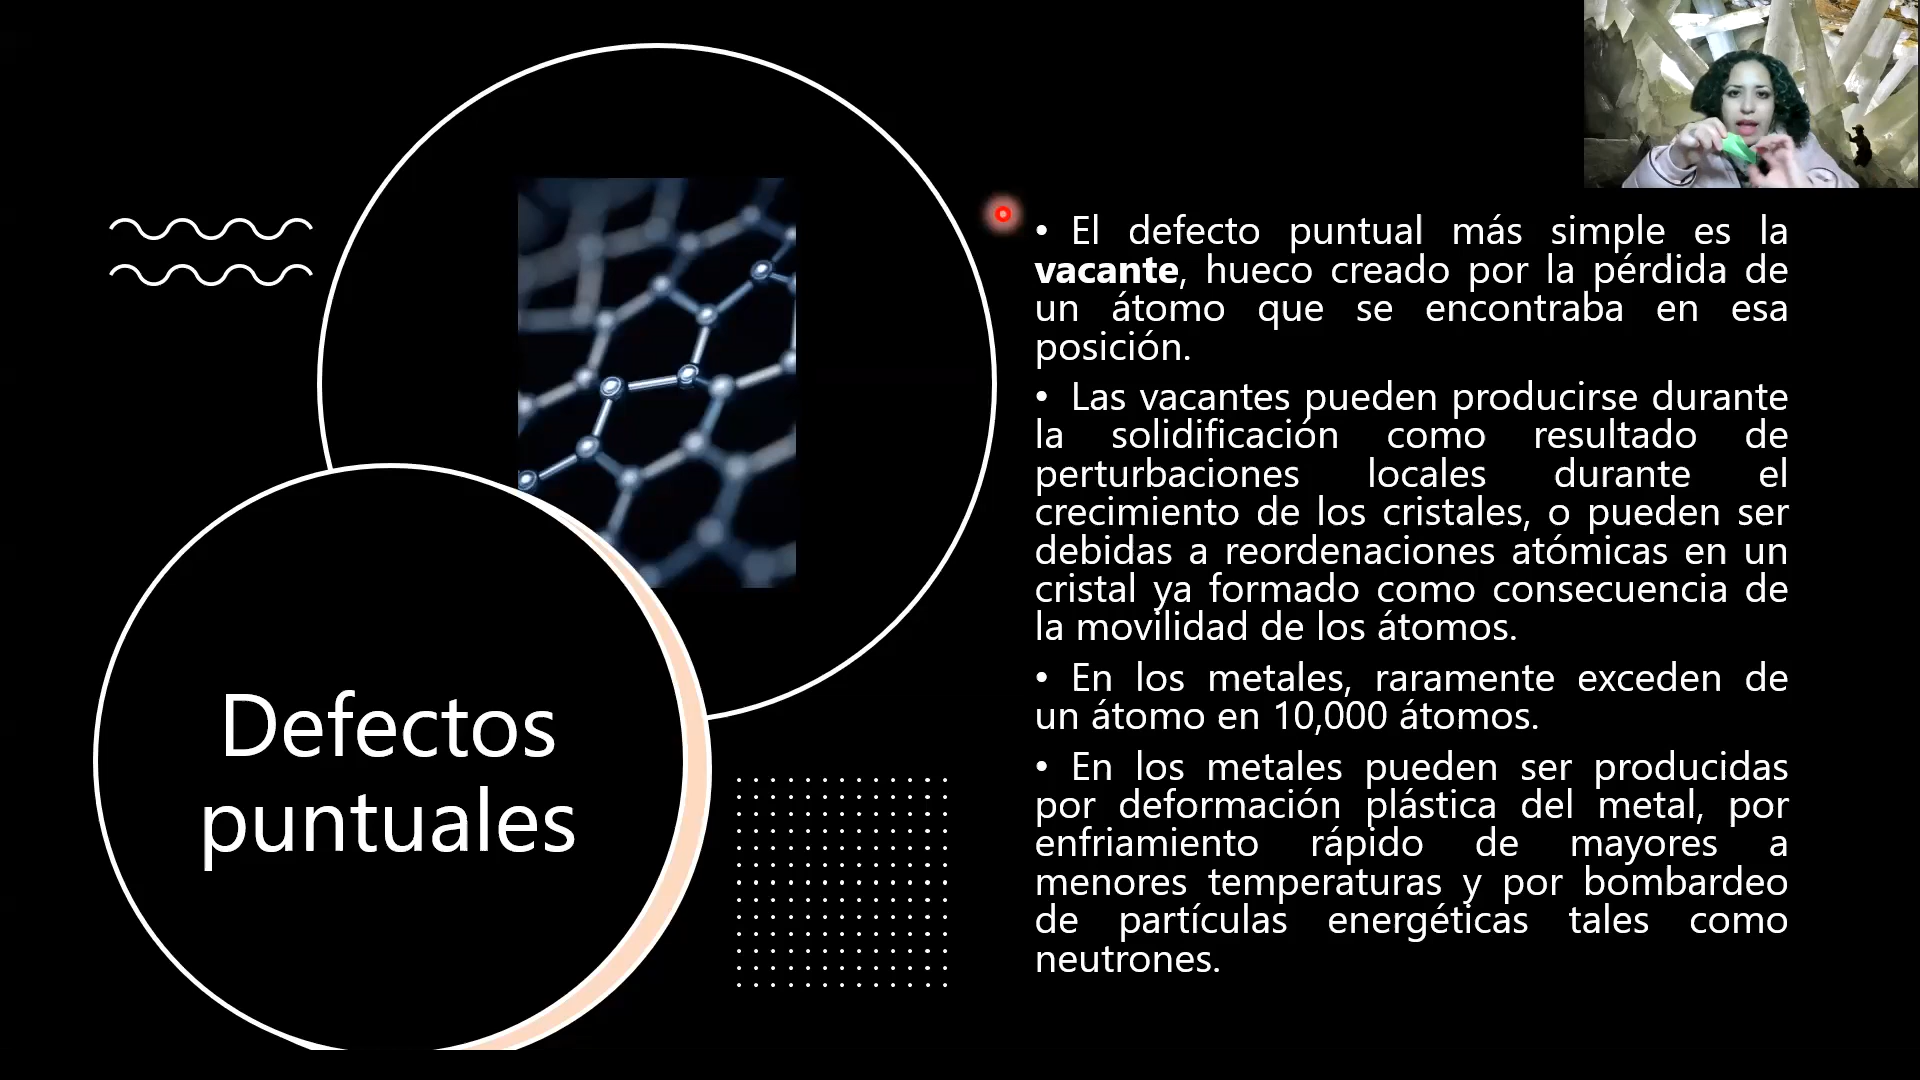 Defectos
puntuales
• El defecto puntual más simple es la
vacante, hueco creado por la pérdida de
un átomo que se encontraba en esa
posición.
• Las vacantes pueden producirse durante
la solidificación como resultado de
perturbaciones locales durante el
crecimiento de los cristales, o pueden ser
debidas a reordenaciones atómicas en un
cristal ya formado como consecuencia de
la movilidad de los átomos.
• En los metales, raramente exceden de
un átomo en 10,000 átomos.
• En los metales pueden ser producidas
por deformación plástica del metal, por
enfriamiento rápido de mayores a
menores temperaturas y por bombardeo
de partículas energéticas tales como
neutrones.